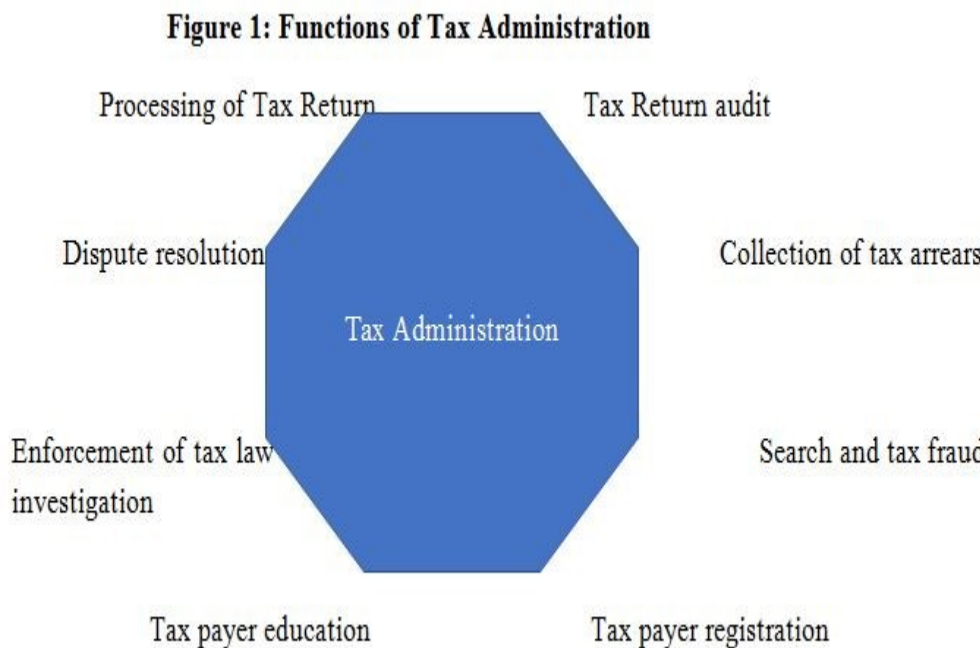 Figure 1: Functions of Tax Administration
Processing of Tax Return
Tax Return audit
Dispute resolution
Collection of tax arrears
Tax Administration
Enforcement of tax law
investigation
Search and tax fraud
Tax payer education
Tax payer registration